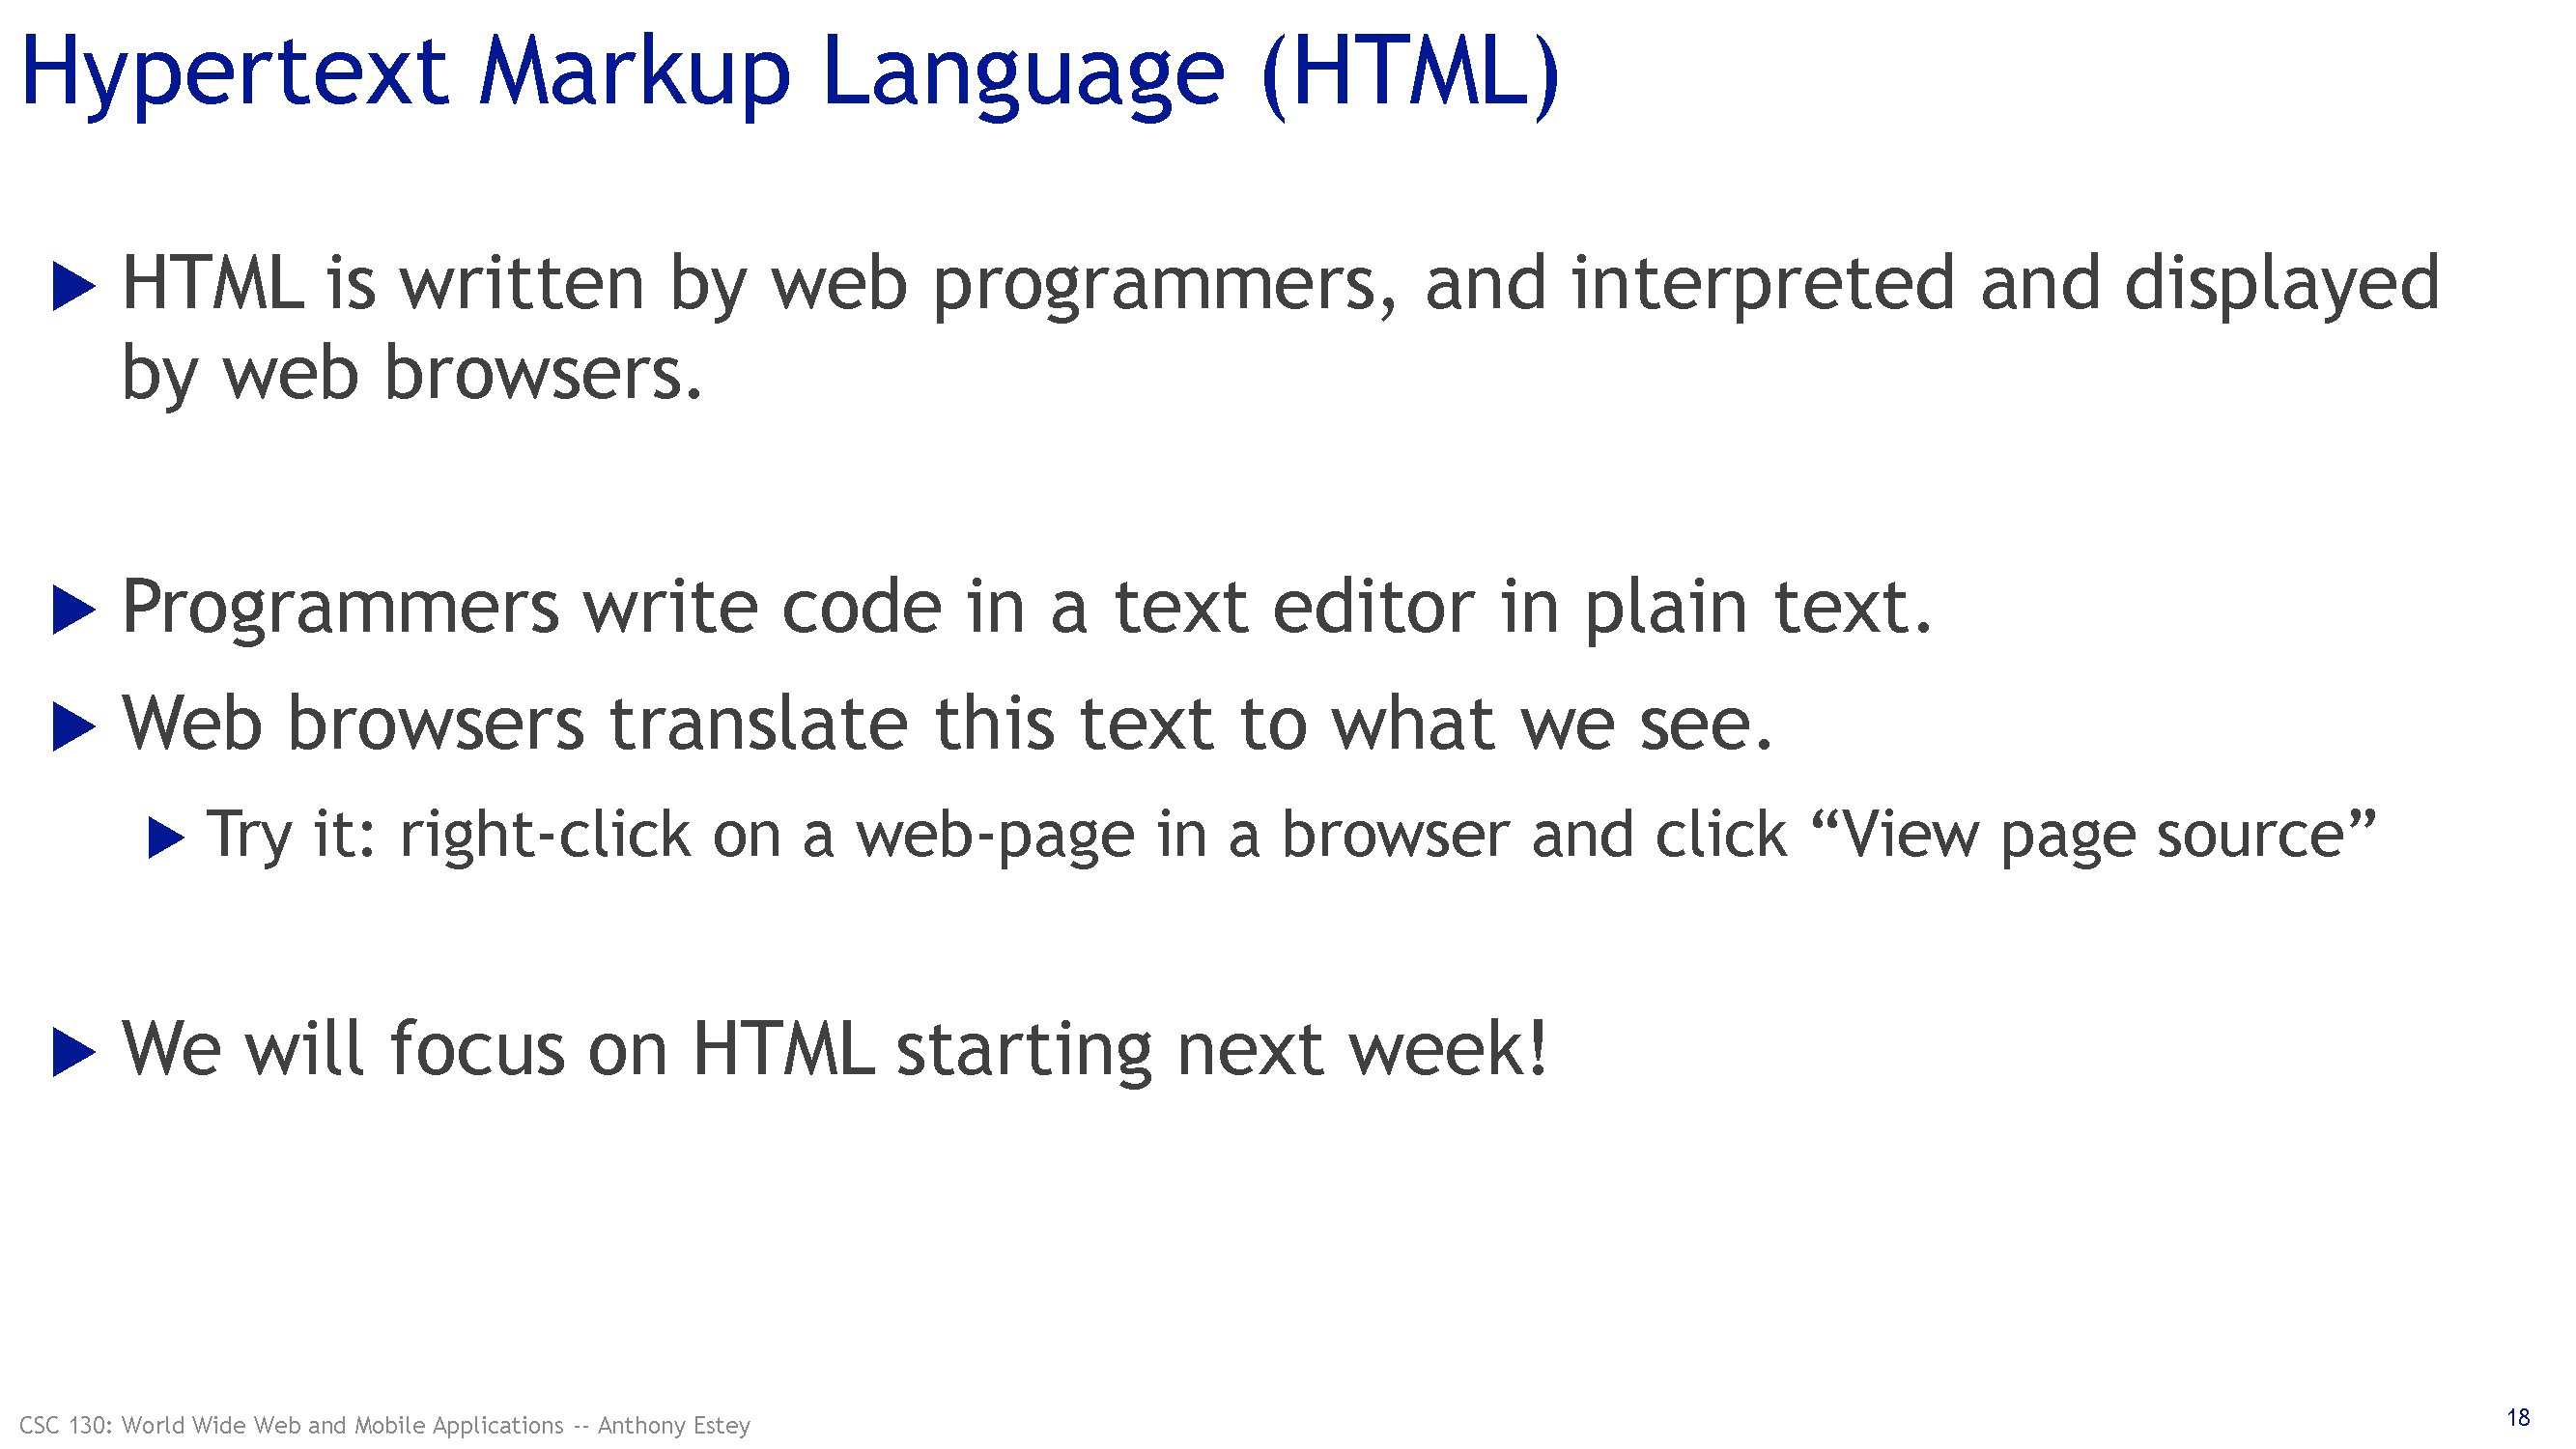 Hypertext Markup Language (HTML)
HTML is written by web programmers, and interpreted and displayed
by web browsers.
Programmers write code in a text editor in plain text.
Web browsers translate this text to what we see.
Try it: right-click on a web-page in a browser and click “View page source”
We will focus on HTML starting next week!
CSC 130: World Wide Web and Mobile Applications -- Anthony Estey
18